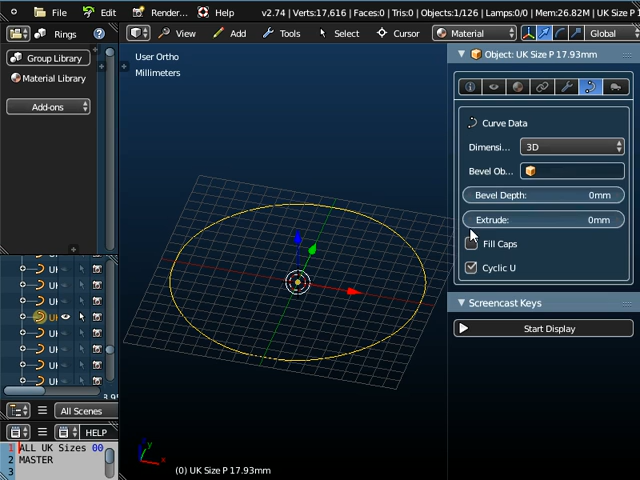 File Edit Render... Help v2.74 | Verts:17,616 | Faces:0 | Tris:0 | Objects:1/126 | Lamps:0/0 | Mem:26.82M | UK Size P 1
Rings View Add Tools Select Cursor Material Global
Group Library
Material Library
Add-ons
User Ortho
Millimeters
Object: UK Size P 17.93mm
Curve Data
Dimensi... 3D
Bevel Ob...
Bevel Depth: 0mm
Extrude: 0mm
Fill Caps
Cyclic U
Screencast Keys
Start Display
All Scenes
HELP
1 ALL UK Sizes 00
2 MASTER
3
z
y
x
(0) UK Size P 17.93mm